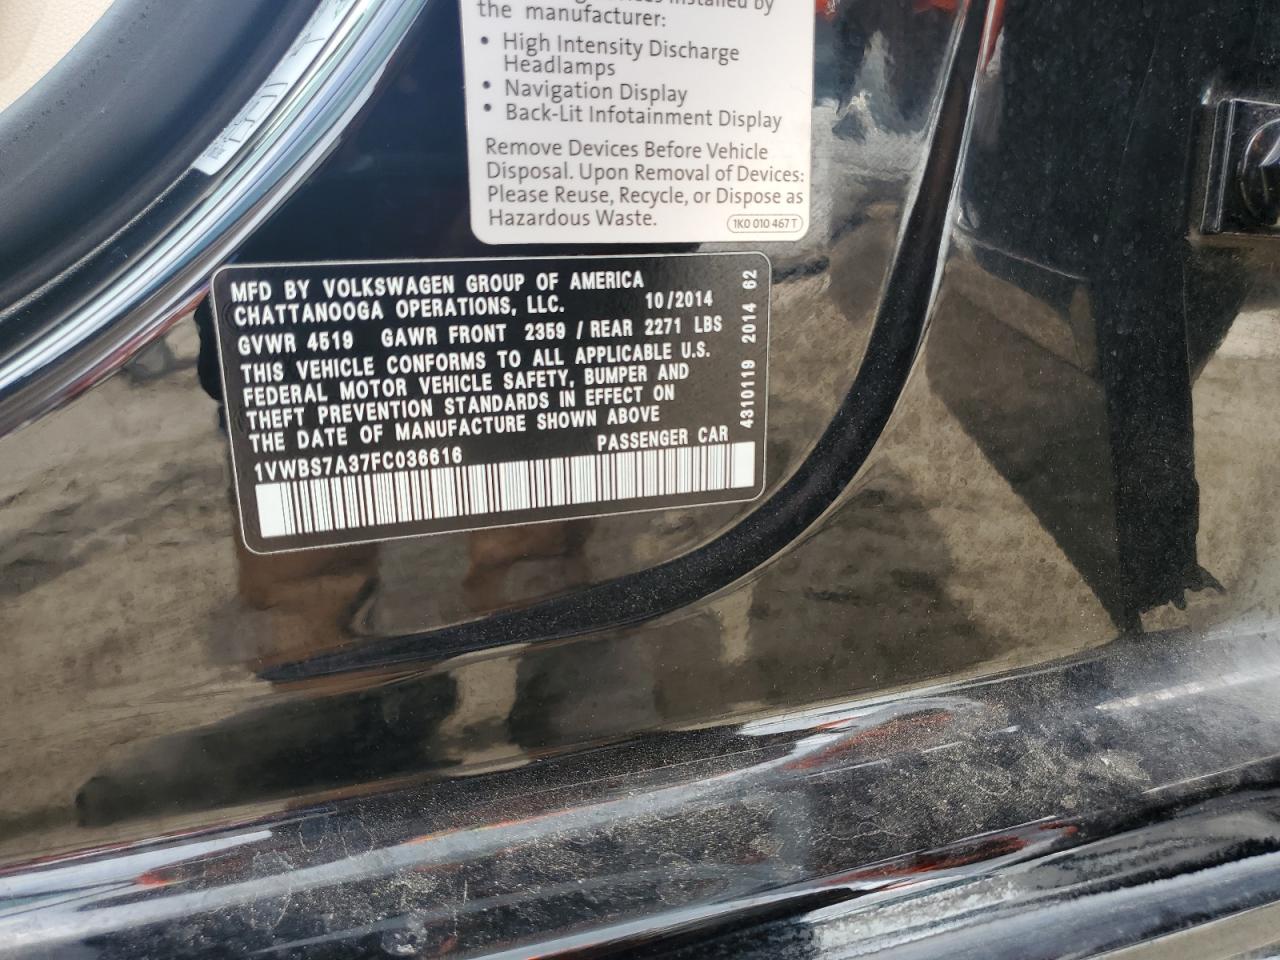 installed by
the manufacturer:
• High Intensity Discharge
Headlamps
• Navigation Display
• Back-Lit Infotainment Display
Remove Devices Before Vehicle
Disposal. Upon Removal of Devices:
Please Reuse, Recycle, or Dispose as
Hazardous Waste.
1K0 010 467 T
MFD BY VOLKSWAGEN GROUP OF AMERICA
CHATTANOOGA OPERATIONS, LLC. 10/2014
GVWR 4519 GAWR FRONT 2359 / REAR 2271 LBS
THIS VEHICLE CONFORMS TO ALL APPLICABLE U.S.
FEDERAL MOTOR VEHICLE SAFETY, BUMPER AND
THEFT PREVENTION STANDARDS IN EFFECT ON
THE DATE OF MANUFACTURE SHOWN ABOVE
1VWBS7A37FC036616 PASSENGER CAR
4310119 2014 62